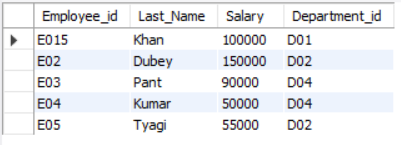 Employee_id Last_Name Salary Department_id
E015 Khan 100000 D01
E02 Dubey 150000 D02
E03 Pant 90000 D04
E04 Kumar 50000 D04
E05 Tyagi 55000 D02